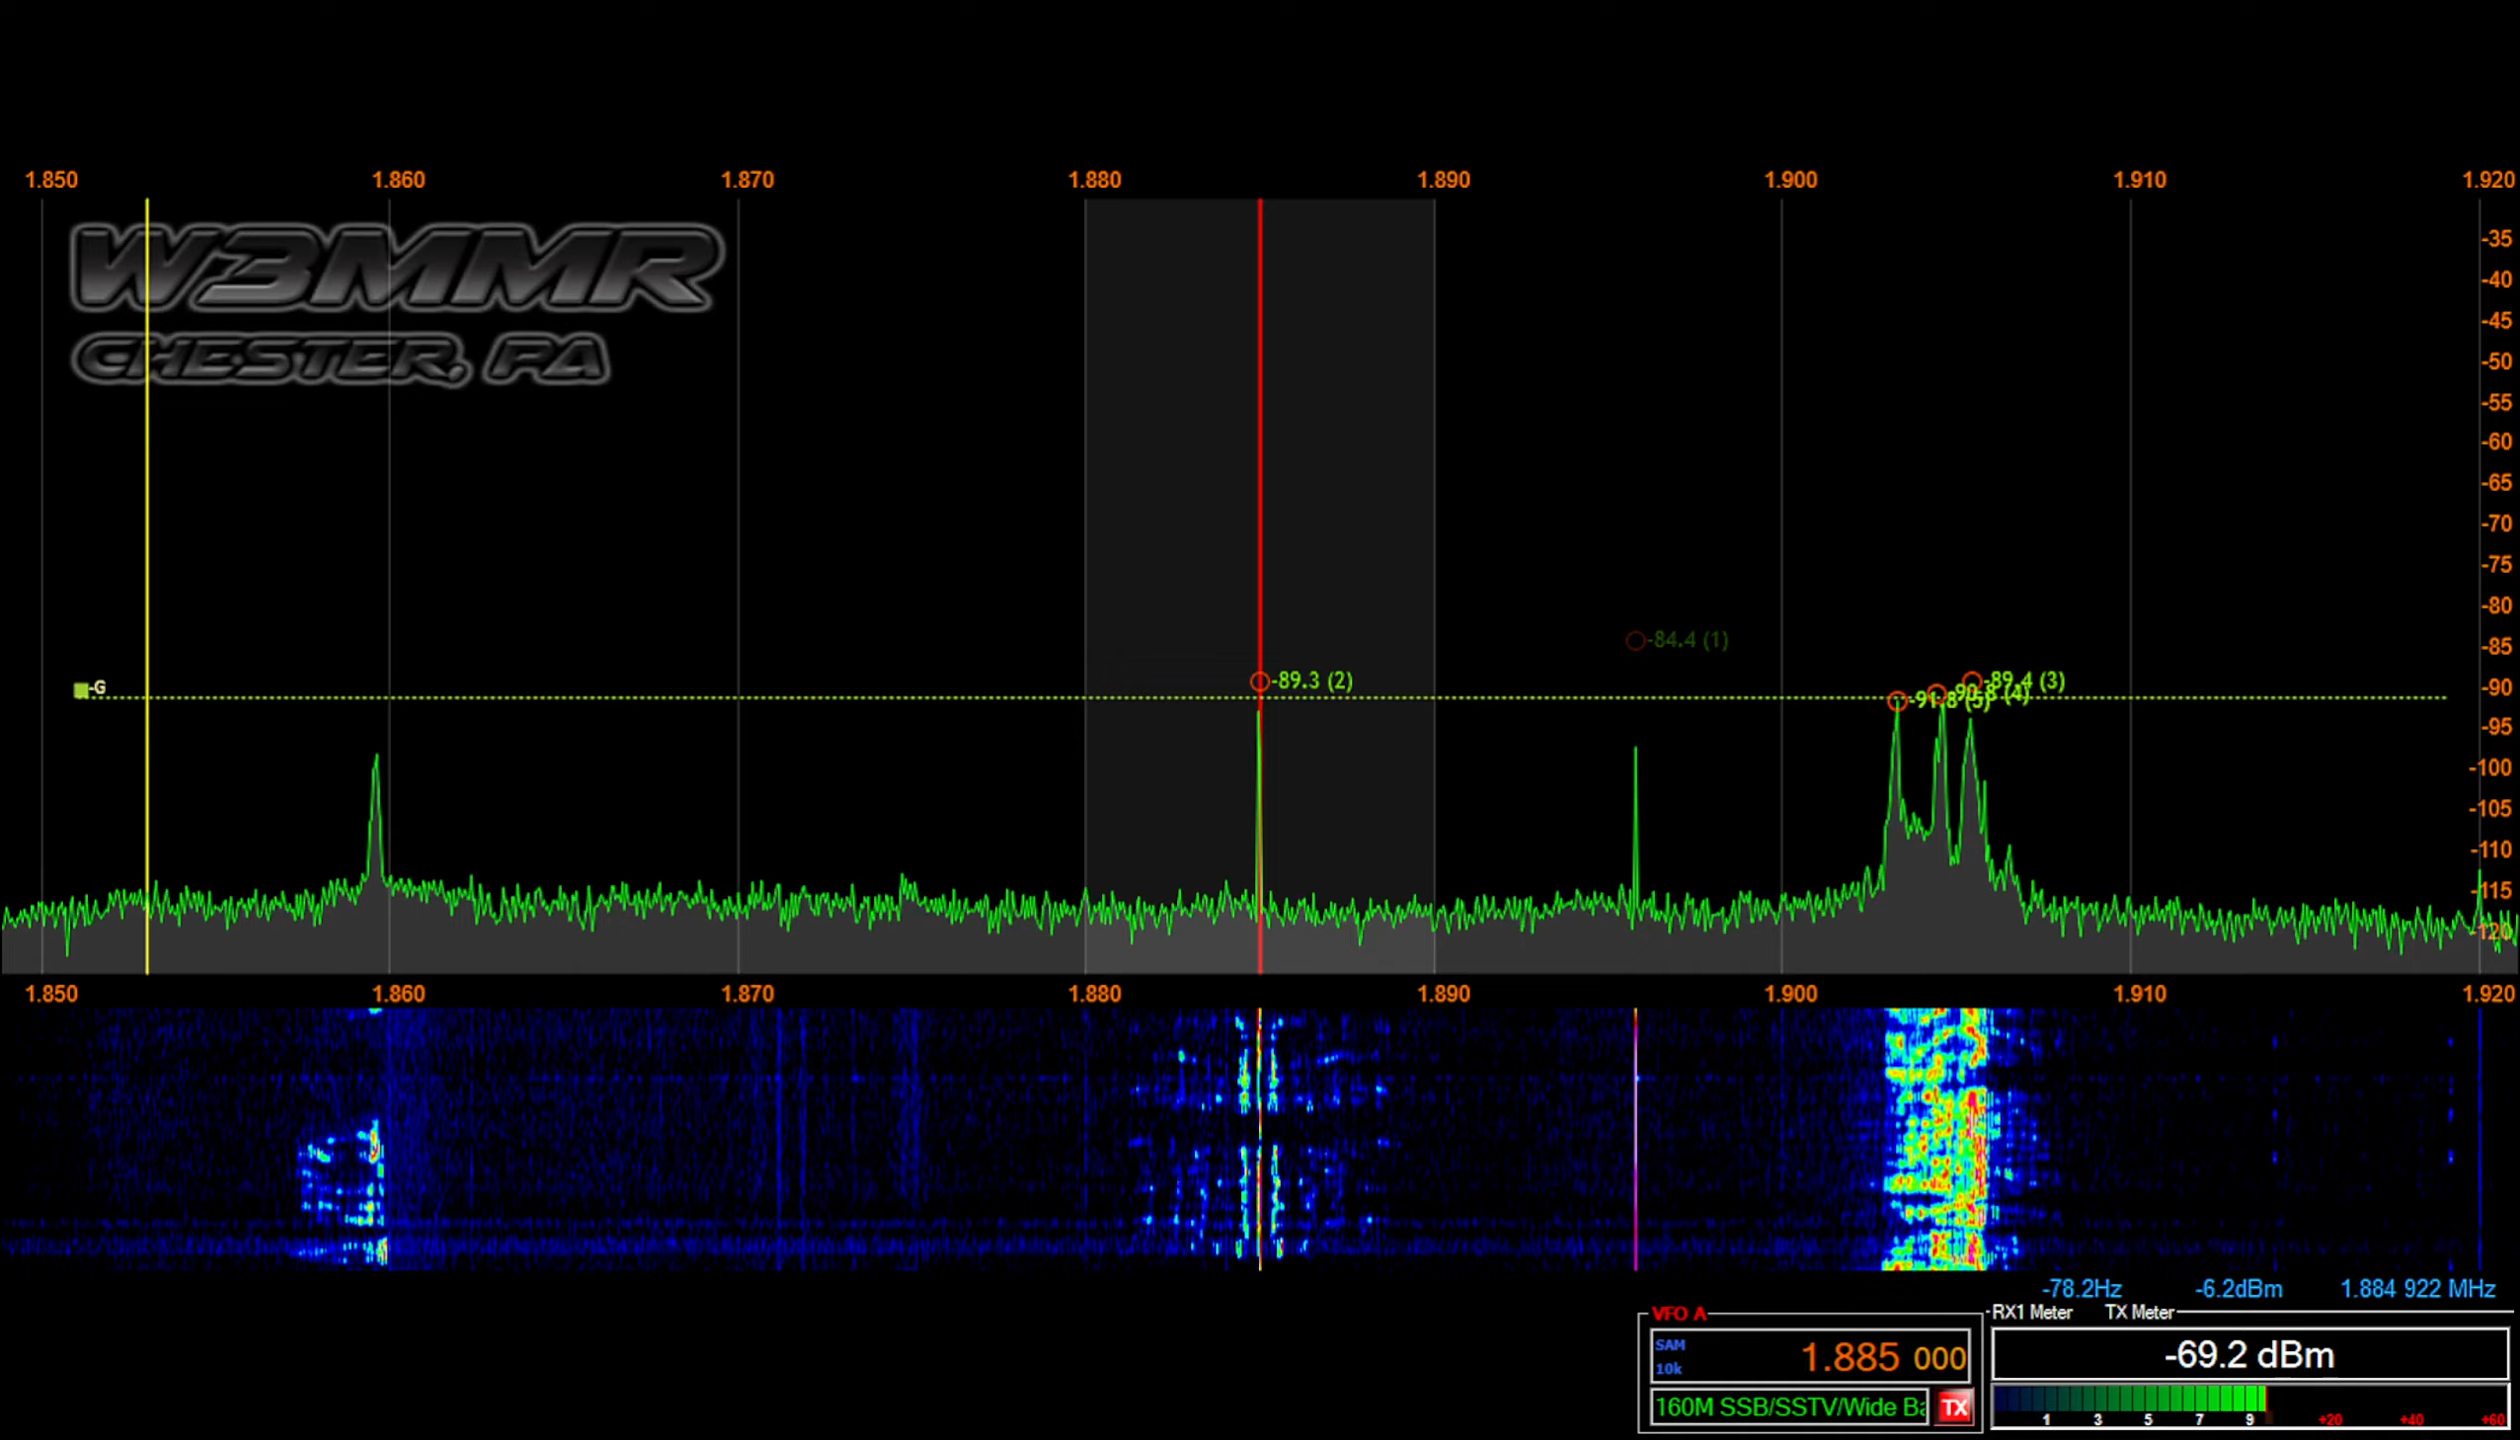 1.850 1.860 1.870 1.880 1.890 1.900 1.910 1.920
W3MMR
CHESTER, PA
-35
-40
-45
-50
-55
-60
-65
-70
-75
-80
-84.4 (1)
-85
-89.3 (2)
-89.4 (3)
-G
-90
-91.8 (5)
-95
-100
-105
-110
-115
-120
1.850 1.860 1.870 1.880 1.890 1.900 1.910 1.920
-78.2Hz -6.2dBm 1.884 922 MHz
VFO A
RX1 Meter TX Meter
SAM
10k
1.885 000
-69.2 dBm
160M SSB/SSTV/Wide Ba
TX
1 3 5 7 9 +20 +40 +60